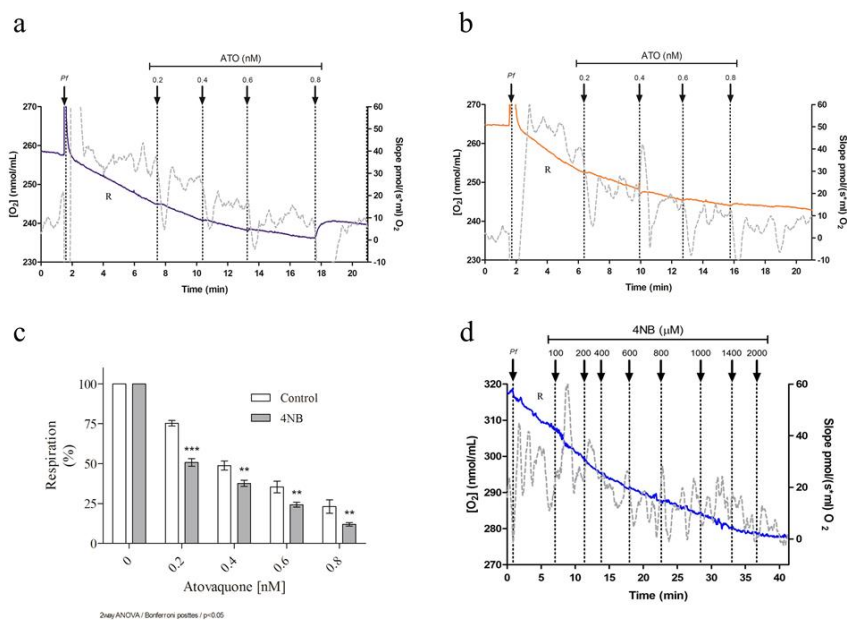 a
ATO (nM)
Pf
0.2
0.4
0.6
0.8
270
260
250
240
230
[O₂] (nmol/mL)
R
60
50
40
30
20
10
0
-10
Slope pmol/(s*ml) O₂
0 2 4 6 8 10 12 14 16 18 20
Time (min)
b
ATO (nM)
Pf
0.2
0.4
0.6
0.8
270
260
250
240
230
[O₂] (nmol/mL)
R
60
50
40
30
20
10
0
-10
Slope pmol/(s*ml) O₂
0 2 4 6 8 10 12 14 16 18 20
Time (min)
c
100
75
50
25
0
Respiration
(%)
Control
4NB
***
**
**
**
0 0.2 0.4 0.6 0.8
Atovaquone [nM]
2way ANOVA / Bonferroni posttes / p<0.05
d
4NB (μM)
Pf
100 200 400 600 800 1000 1400 2000
320
310
300
290
280
270
[O₂] (nmol/mL)
R
60
40
20
0
Slope pmol/(s*ml) O₂
0 5 10 15 20 25 30 35 40
Time (min)